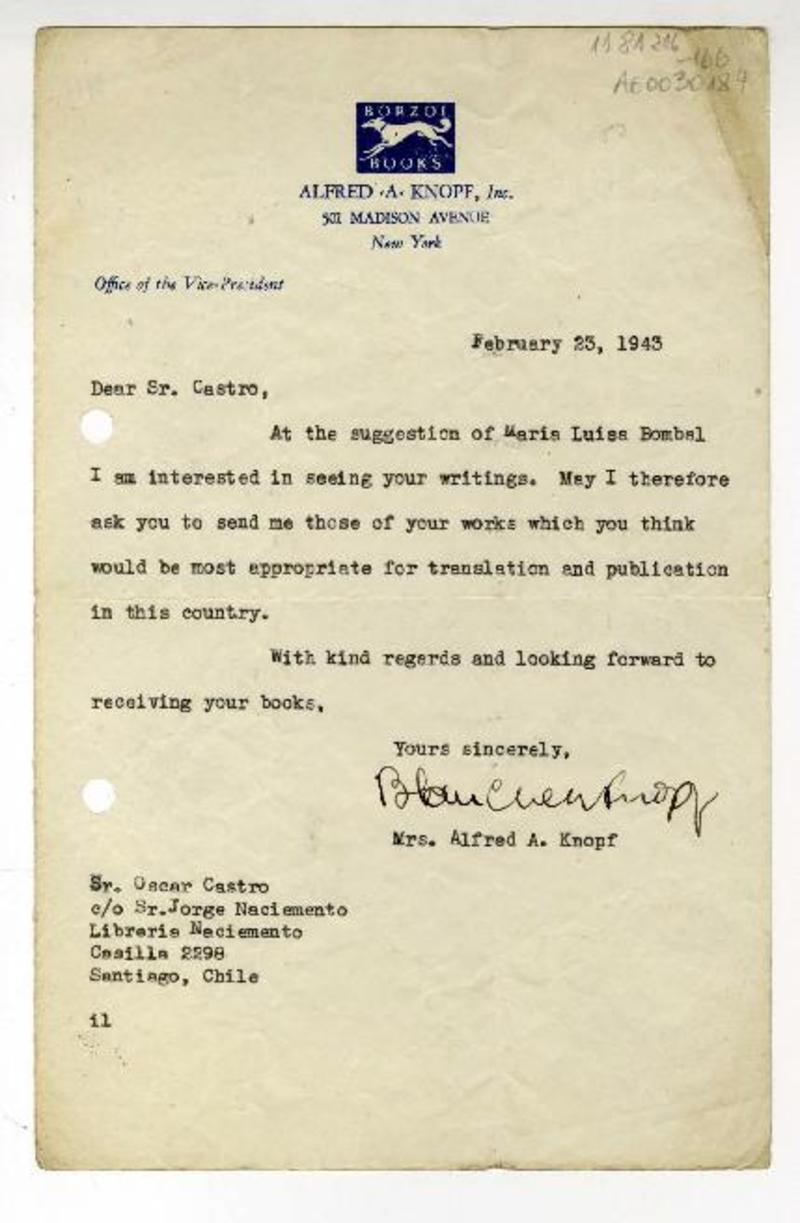 11 81 216
-166
AE0030184
BORZOI
BOOKS
ALFRED · A · KNOPF, Inc.
501 MADISON AVENUE
New York
Office of the Vice-President
February 23, 1943
Dear Sr. Castro,
At the suggestion of Maria Luisa Bombal
I am interested in seeing your writings. May I therefore
ask you to send me those of your works which you think
would be most appropriate for translation and publication
in this country.
With kind regards and looking forward to
receiving your books,
Yours sincerely,
Blanche Knopf
Mrs. Alfred A. Knopf
Sr. Oscar Castro
c/o Sr.Jorge Naciemento
Libreria Naciemento
Casilla 2298
Santiago, Chile
il